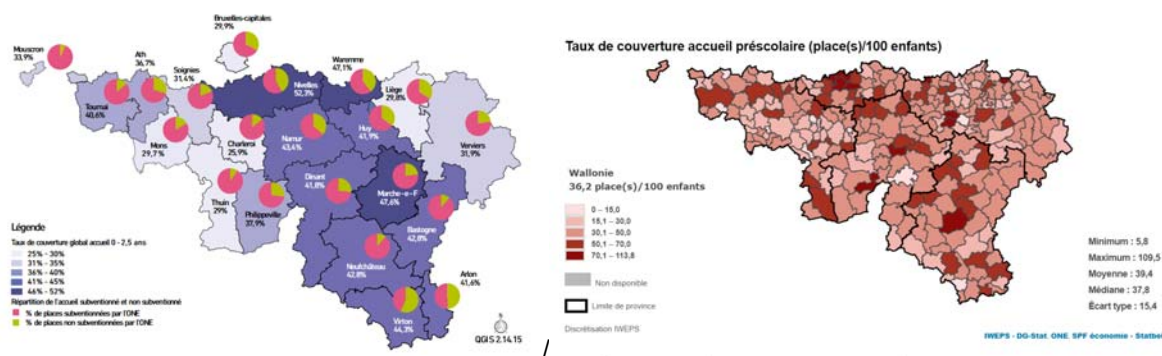 Bruxelles-capitales
29,9%
Mouscron
33,9%
Ath
36,7%
Soignies
31,4%
Waremme
47,1%
Nivelles
52,3%
Liège
29,8%
Tournai
40,6%
Mons
29,7%
Charleroi
25,9%
Namur
43,4%
Huy
41,9%
Verviers
31,9%
Dinant
41,8%
Marche-e-F
47,6%
Thuin
29%
Philippeville
37,9%
Bastogne
42,8%
Neufchâteau
42,8%
Arlon
41,6%
Virton
44,3%
Légende
Taux de couverture global accueil 0 - 2,5 ans
25% - 30%
31% - 35%
36% - 40%
41% - 45%
46% - 52%
Répartition de l'accueil subventionné et non subventionné
% de places subventionnées par l'ONE
% de places non subventionnées par l'ONE
QGIS 2.14.15
/
Taux de couverture accueil préscolaire (place(s)/100 enfants)
Wallonie
36,2 place(s)/100 enfants
0 – 15,0
15,1 – 30,0
30,1 – 50,0
50,1 – 70,0
70,1 – 113,8
Non disponible
Limite de province
Discrétisation IWEPS
Minimum : 5,8
Maximum : 109,5
Moyenne : 39,4
Médiane : 37,8
Écart type : 15,4
IWEPS - DG-Stat, ONE, SPF économie - Statbel